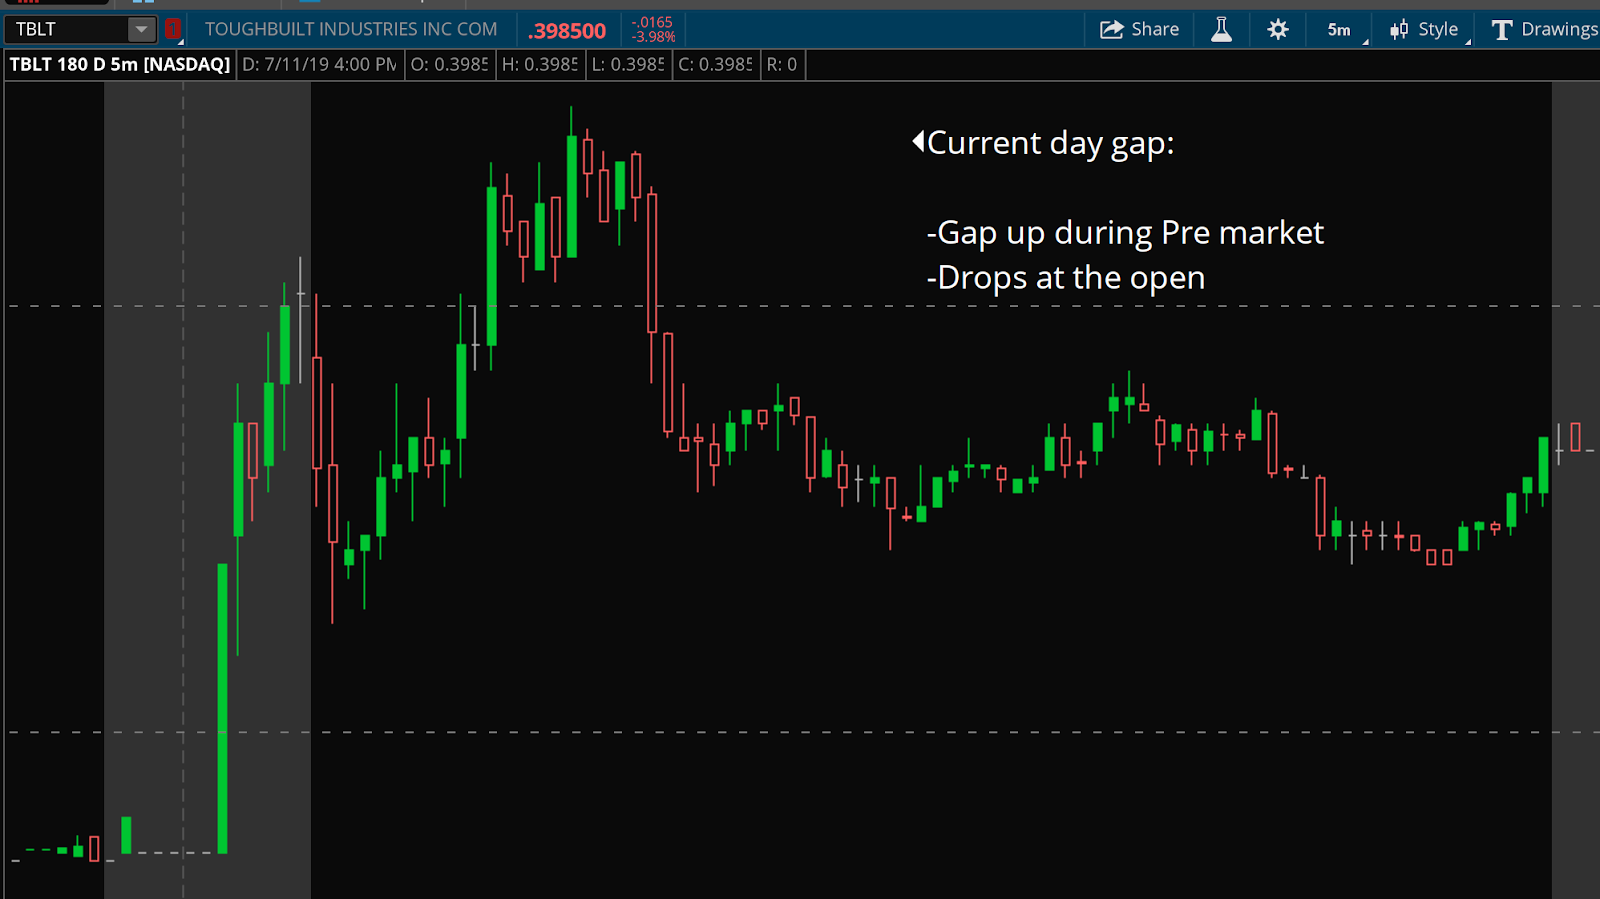 TBLT
1
TOUGHBUILT INDUSTRIES INC COM
.398500
-.0165
-3.98%
Share
5m
Style
Drawings
TBLT 180 D 5m [NASDAQ]
D: 7/11/19 4:00 PM
O: 0.3985
H: 0.3985
L: 0.3985
C: 0.3985
R: 0
Current day gap:
-Gap up during Pre market
-Drops at the open